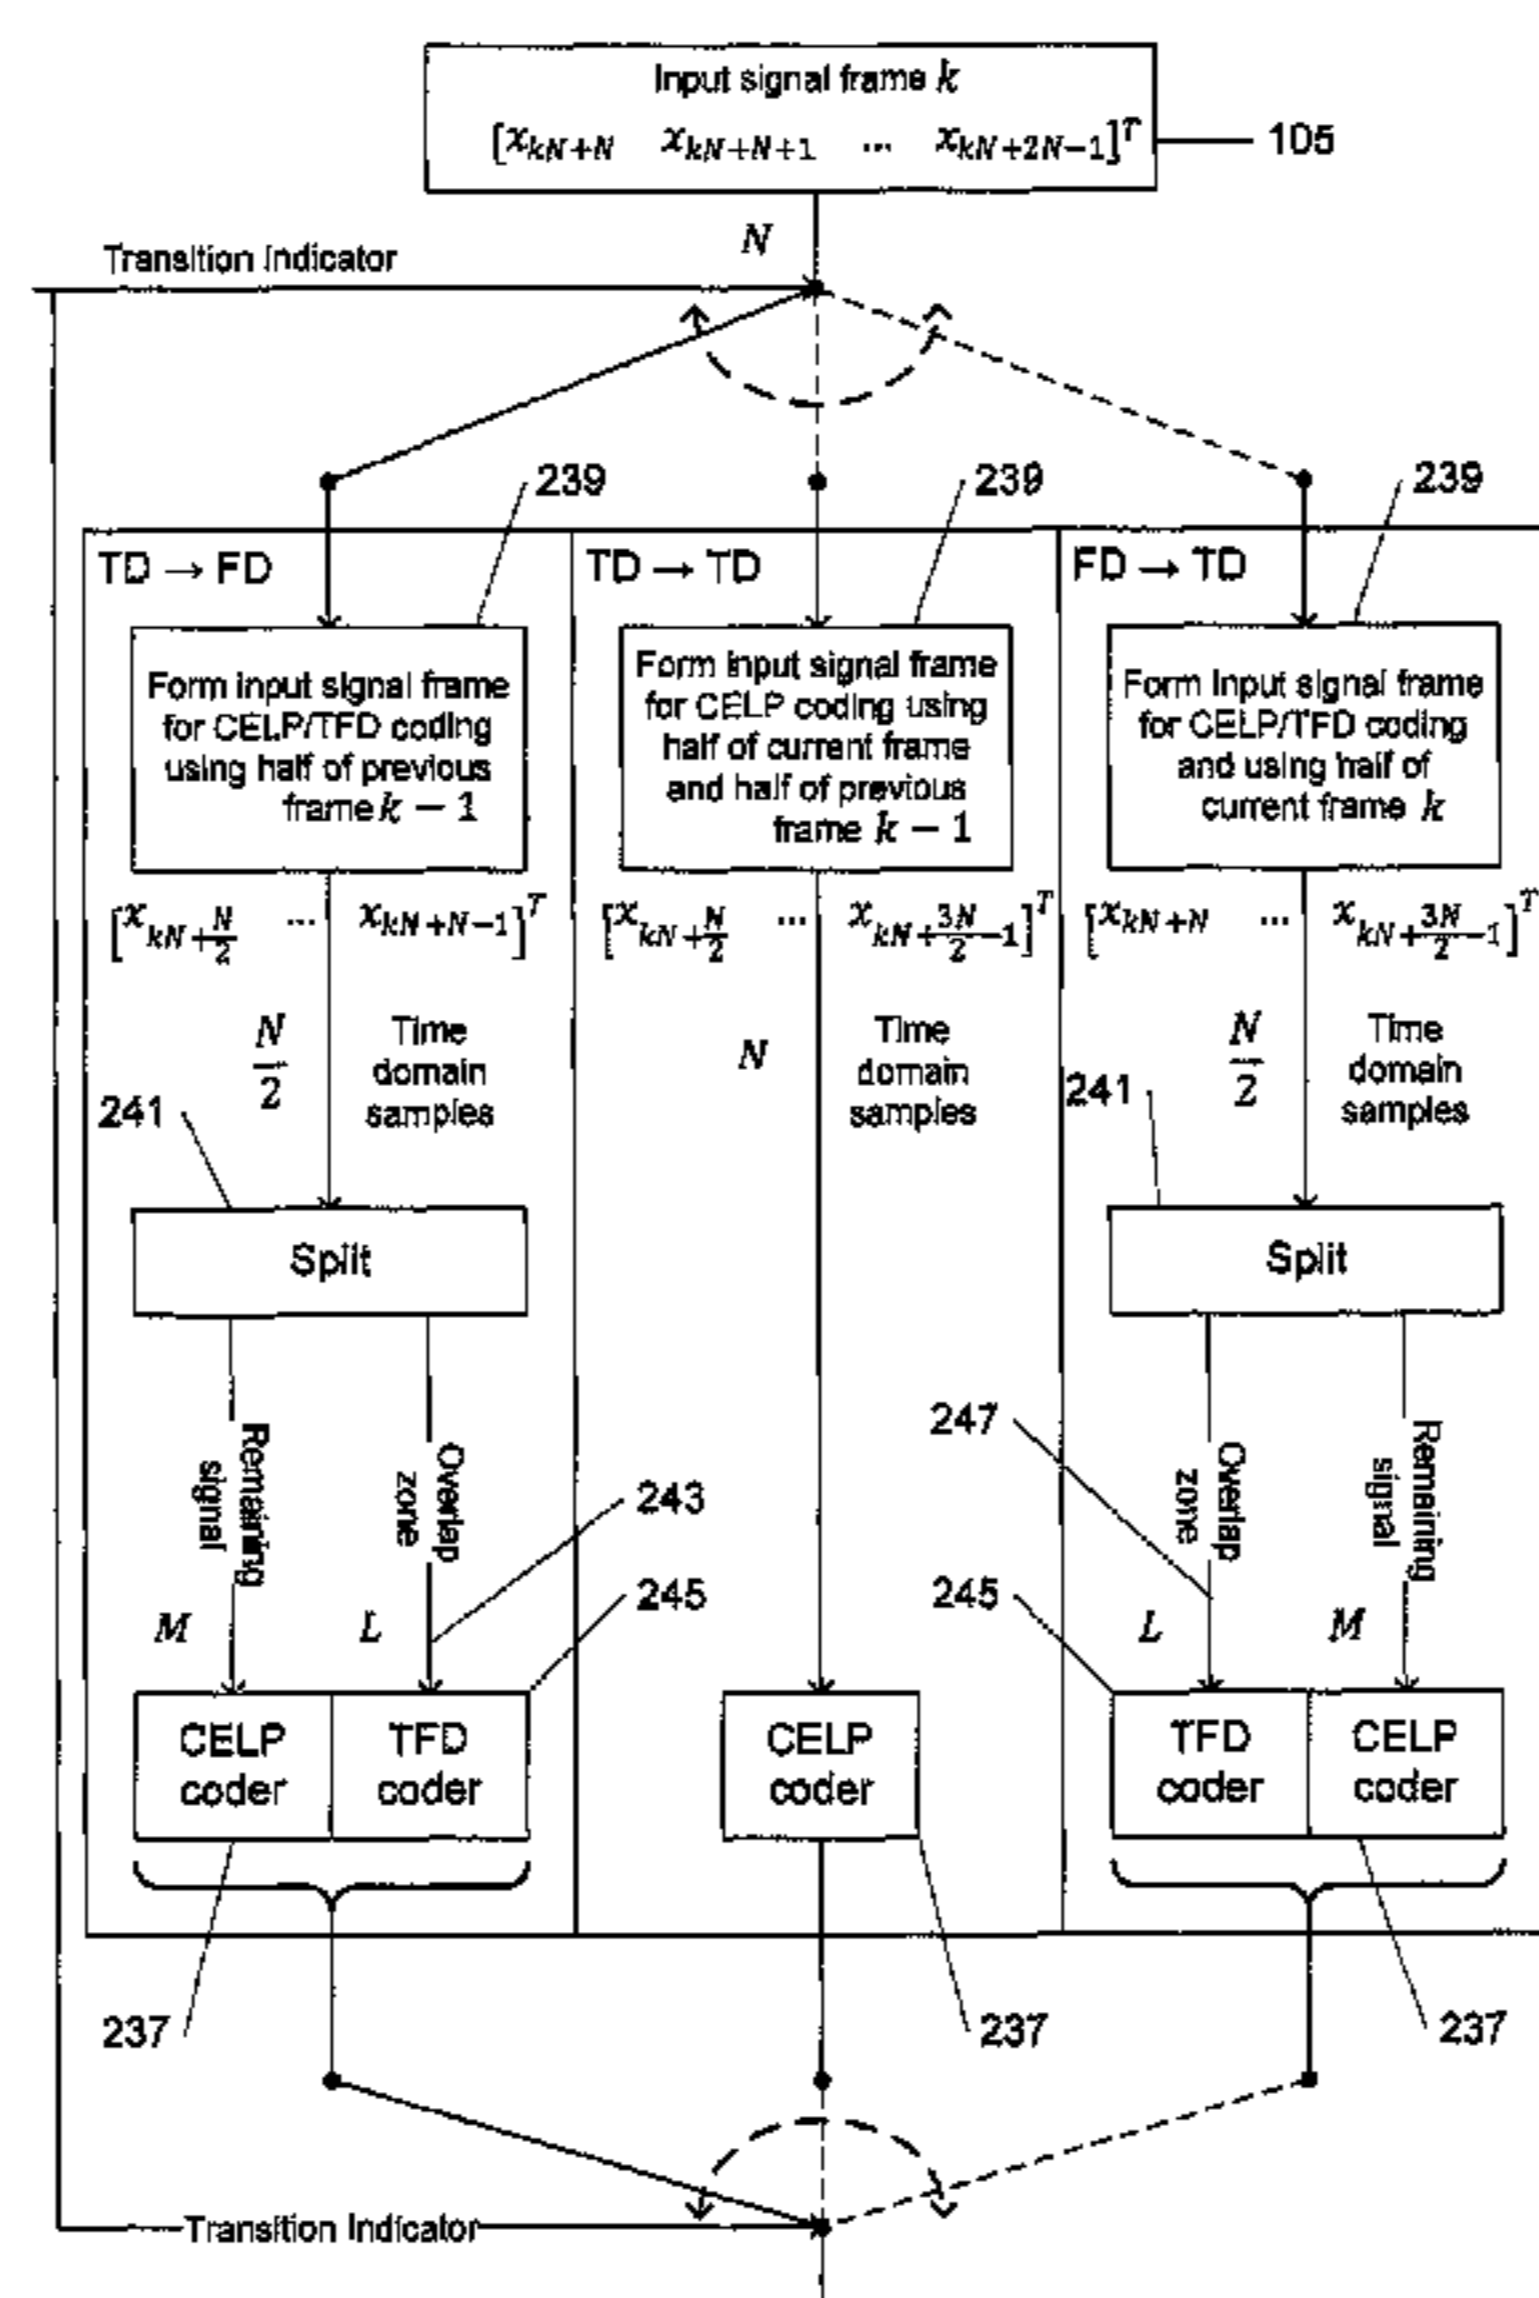 Input signal frame k
[x_{kN+N} x_{kN+N+1} ... x_{kN+2N-1}]^T
105
N
Transition Indicator
239
239
239
TD → FD
TD → TD
FD → TD
Form input signal frame
for CELP/TFD coding
using half of previous
frame k − 1
Form input signal frame
for CELP coding using
half of current frame
and half of previous
frame k − 1
Form input signal frame
for CELP/TFD coding
and using half of
current frame k
[x_{kN+N/2} ... x_{kN+N-1}]^T
[x_{kN+N/2} ... x_{kN+3N/2-1}]^T
[x_{kN+N} ... x_{kN+3N/2-1}]^T
N/2
Time
domain
samples
N
Time
domain
samples
N/2
Time
domain
samples
241
241
Split
Split
Remaining
signal
Overlap
zone
243
247
Overlap
zone
Remaining
signal
245
245
M
L
L
M
CELP
coder
TFD
coder
CELP
coder
TFD
coder
CELP
coder
237
237
237
Transition Indicator